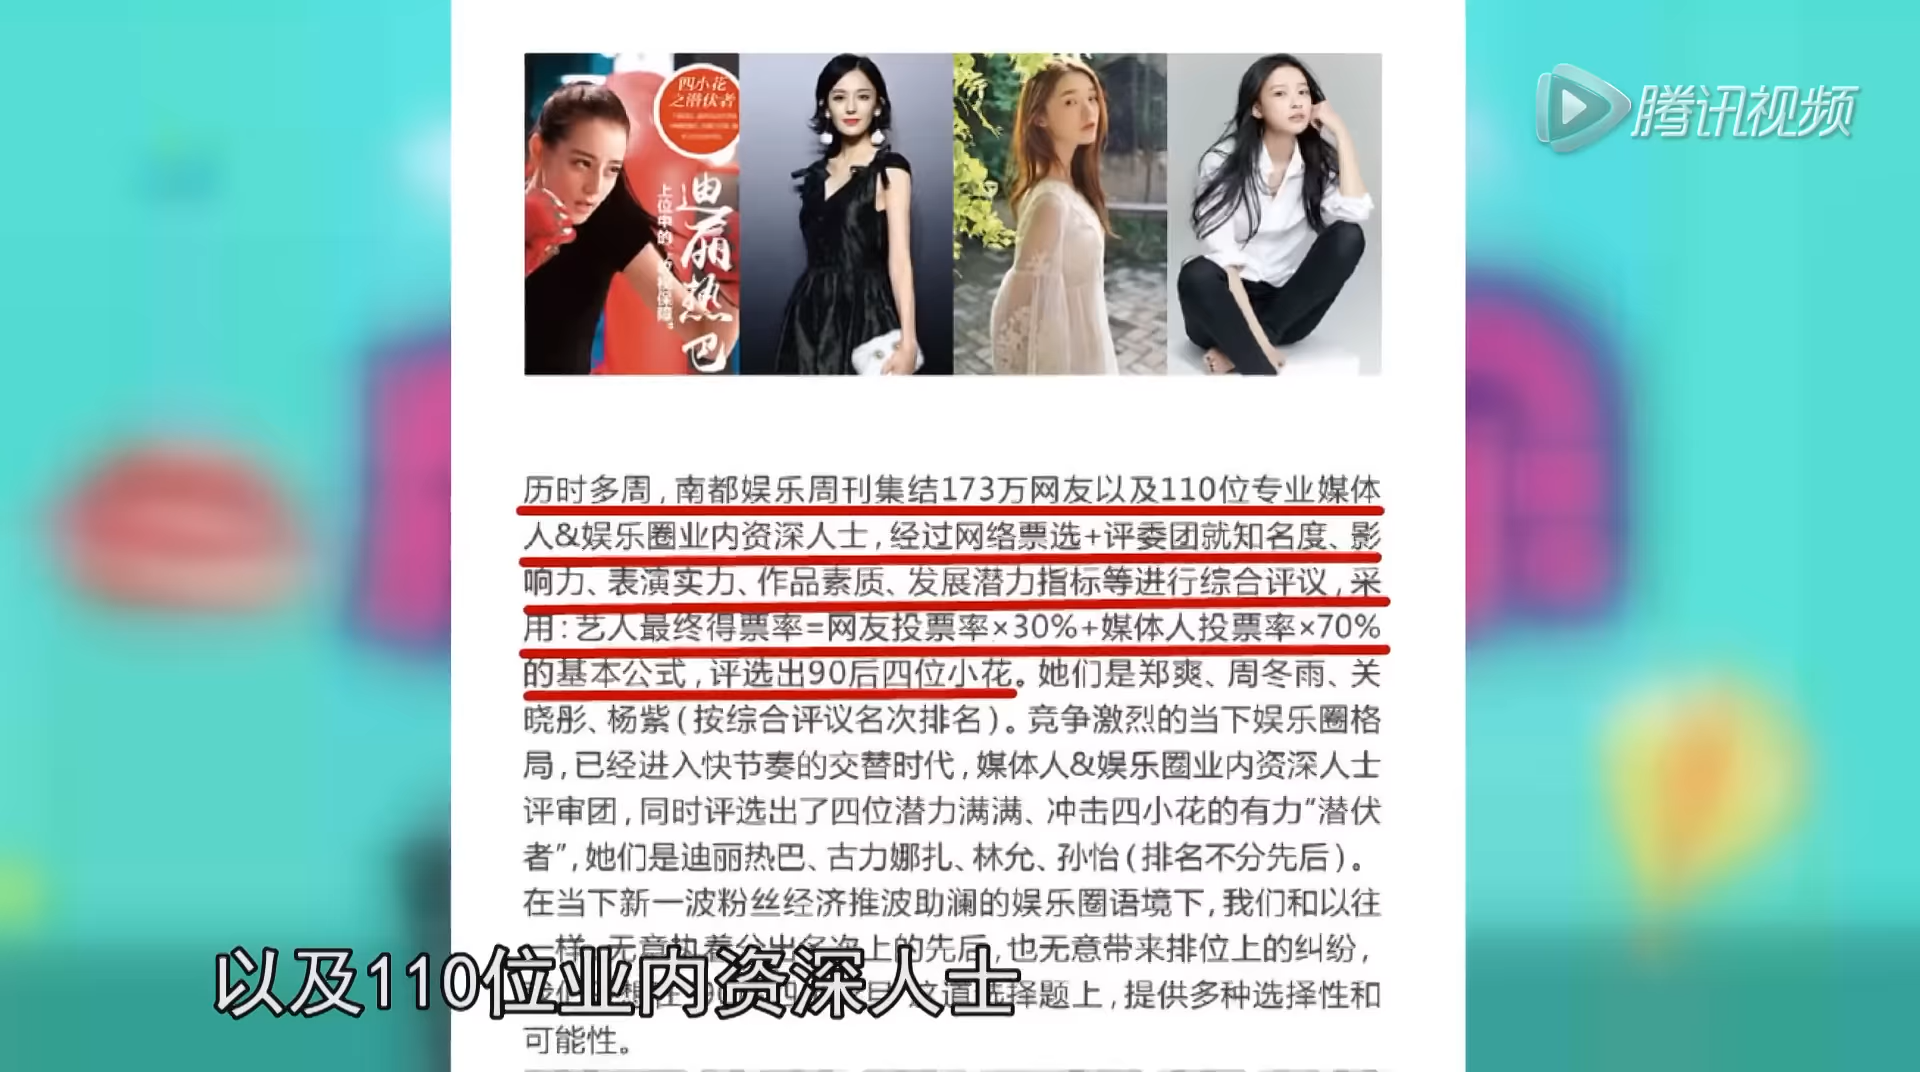 腾讯视频
四小花
之潜伏者
迪丽热巴
上位中的
历时多周,南都娱乐周刊集结173万网友以及110位专业媒体
人&娱乐圈业内资深人士,经过网络票选+评委团就知名度、影
响力、表演实力、作品素质、发展潜力指标等进行综合评议,采
用:艺人最终得票率=网友投票率×30%+媒体人投票率×70%
的基本公式,评选出90后四位小花。她们是郑爽、周冬雨、关
晓彤、杨紫(按综合评议名次排名)。竞争激烈的当下娱乐圈格
局,已经进入快节奏的交替时代,媒体人&娱乐圈业内资深人士
评审团,同时评选出了四位潜力满满、冲击四小花的有力“潜伏
者”,她们是迪丽热巴、古力娜扎、林允、孙怡(排名不分先后)。
在当下新一波粉丝经济推波助澜的娱乐圈语境下,我们和以往
一样,无意执着分出名次上的先后,也无意带来排位上的纠纷,
选择题上,提供多种选择性和
可能性。
以及110位业内资深人士